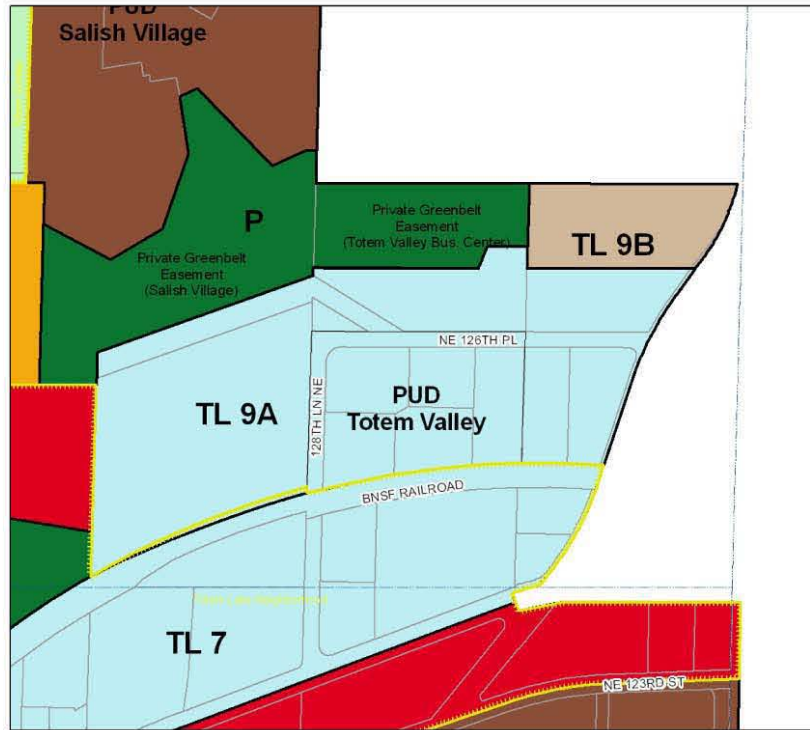 PUD
Salish Village
P
Private Greenbelt
Easement
(Totem Valley Bus. Center)
TL 9B
Private Greenbelt
Easement
(Salish Village)
NE 126TH PL
128TH LN NE
PUD
Totem Valley
TL 9A
BNSF RAILROAD
TL 7
NE 123RD ST